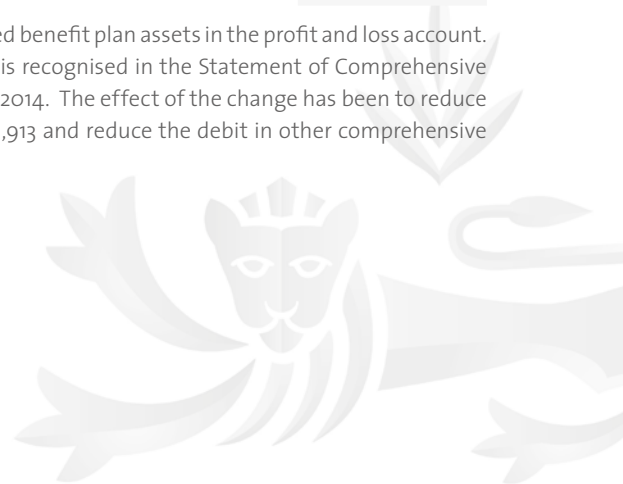 ed benefit plan assets in the profit and loss account.
is recognised in the Statement of Comprehensive
2014. The effect of the change has been to reduce
,913 and reduce the debit in other comprehensive